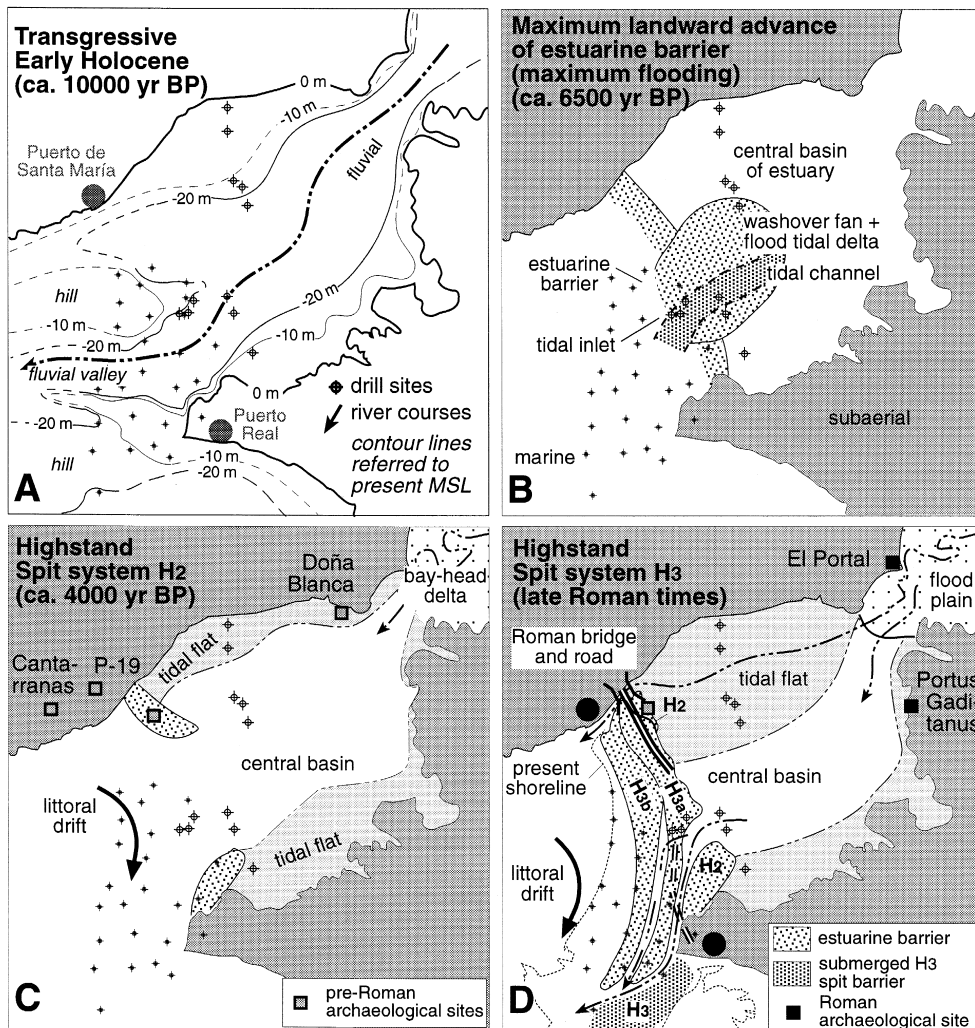 Transgressive
Early Holocene
(ca. 10000 yr BP)
0 m
-10 m
Puerto de
Santa María
-20 m
fluvial
hill
-10 m
-20 m
-20 m
-10 m
fluvial valley
0 m
drill sites
river courses
Puerto
Real
-20 m
contour lines
referred to
present MSL
hill
-10 m
-20 m
A
Maximum landward advance
of estuarine barrier
(maximum flooding)
(ca. 6500 yr BP)
central basin
of estuary
washover fan +
flood tidal delta
estuarine
barrier
tidal channel
tidal inlet
subaerial
marine
B
Highstand
Spit system H2
(ca. 4000 yr BP)
Doña
Blanca
bay-head
delta
tidal flat
Canta-
rranas
P-19
central basin
littoral
drift
tidal flat
C
pre-Roman
archaeological sites
Highstand
Spit system H3
(late Roman times)
El Portal
flood
plain
Roman bridge
and road
tidal flat
Portus
Gadi-
tanus
H2
present
shoreline
central basin
H3b
H3a
littoral
drift
H2
H3
D
estuarine barrier
submerged H3
spit barrier
Roman
archaeological site